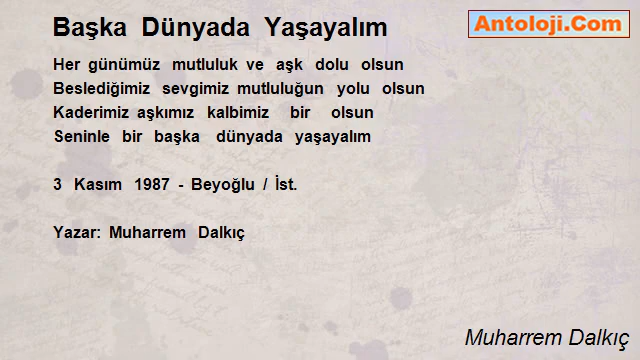 Başka Dünyada Yaşayalım
Antoloji.Com
Her günümüz mutluluk ve aşk dolu olsun
Beslediğimiz sevgimiz mutluluğun yolu olsun
Kaderimiz aşkımız kalbimiz bir olsun
Seninle bir başka dünyada yaşayalım
3 Kasım 1987 - Beyoğlu / İst.
Yazar: Muharrem Dalkıç
Muharrem Dalkıç